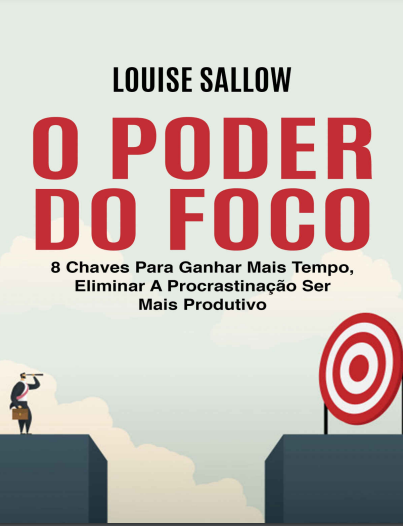 LOUISE SALLOW
O PODER
DO FOCO
8 Chaves Para Ganhar Mais Tempo,
Eliminar A Procrastinação Ser
Mais Produtivo